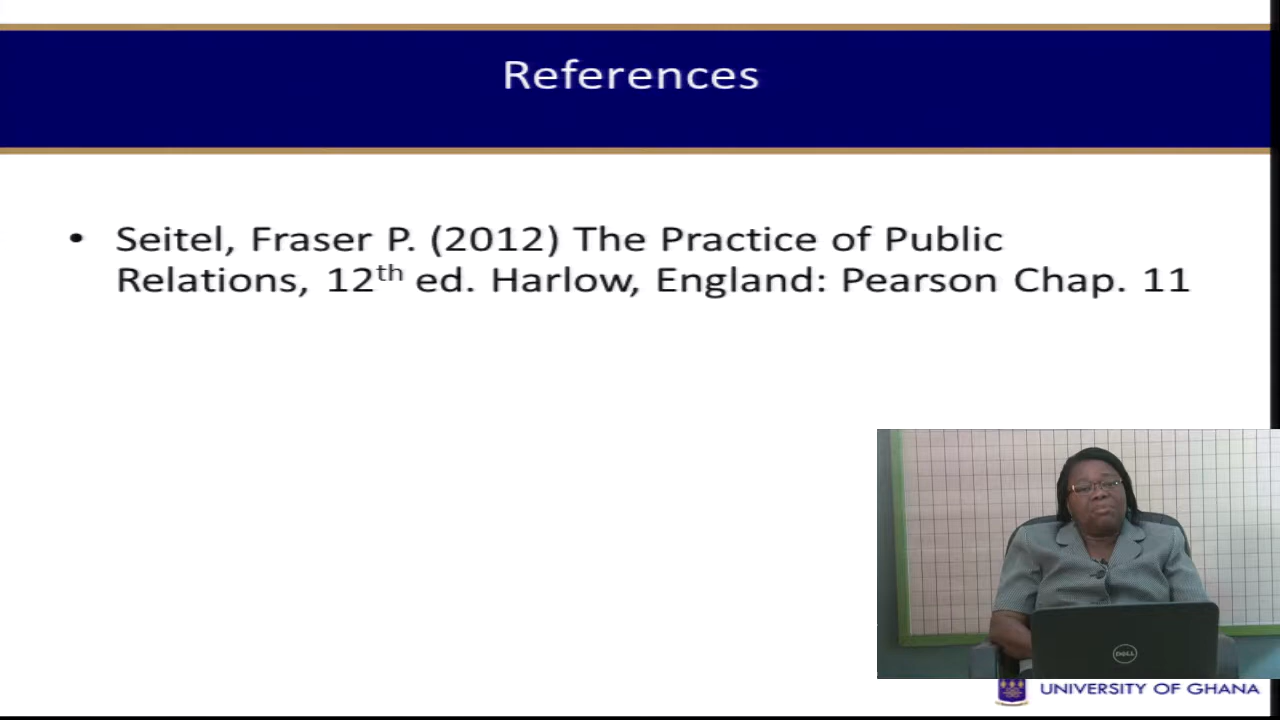 References
• Seitel, Fraser P. (2012) The Practice of Public
Relations, 12th ed. Harlow, England: Pearson Chap. 11
DELL
UNIVERSITY OF GHANA